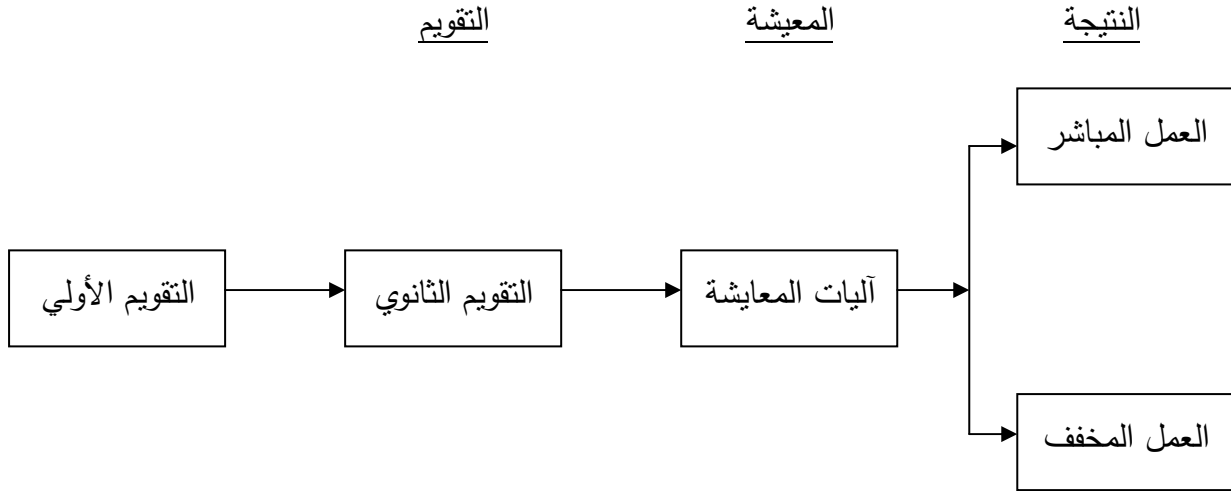 التقويم
المعيشة
النتيجة
العمل المباشر
التقويم الأولي
التقويم الثانوي
آليات المعايشة
العمل المخفف